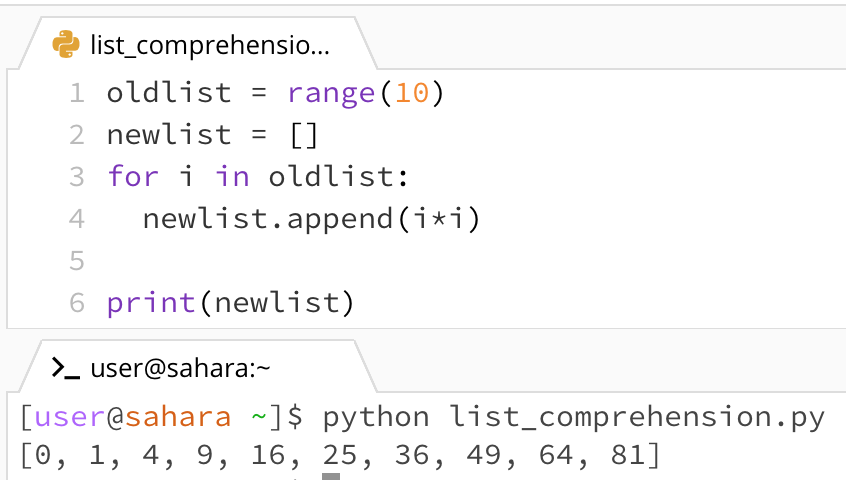 list_comprehensio...
1 oldlist = range(10)
2 newlist = []
3 for i in oldlist:
4   newlist.append(i*i)
5
6 print(newlist)
user@sahara:~
[user@sahara ~]$ python list_comprehension.py
[0, 1, 4, 9, 16, 25, 36, 49, 64, 81]